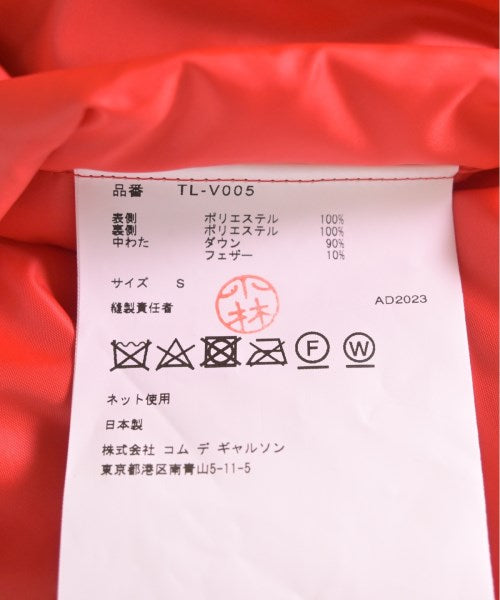 品番 TL-V005
表側 ポリエステル 100%
裏側 ポリエステル 100%
中わた ダウン 90%
フェザー 10%
サイズ S
小林
縫製責任者 AD2023
F W
ネット使用
日本製
株式会社 コム デ ギャルソン
東京都港区南青山5-11-5